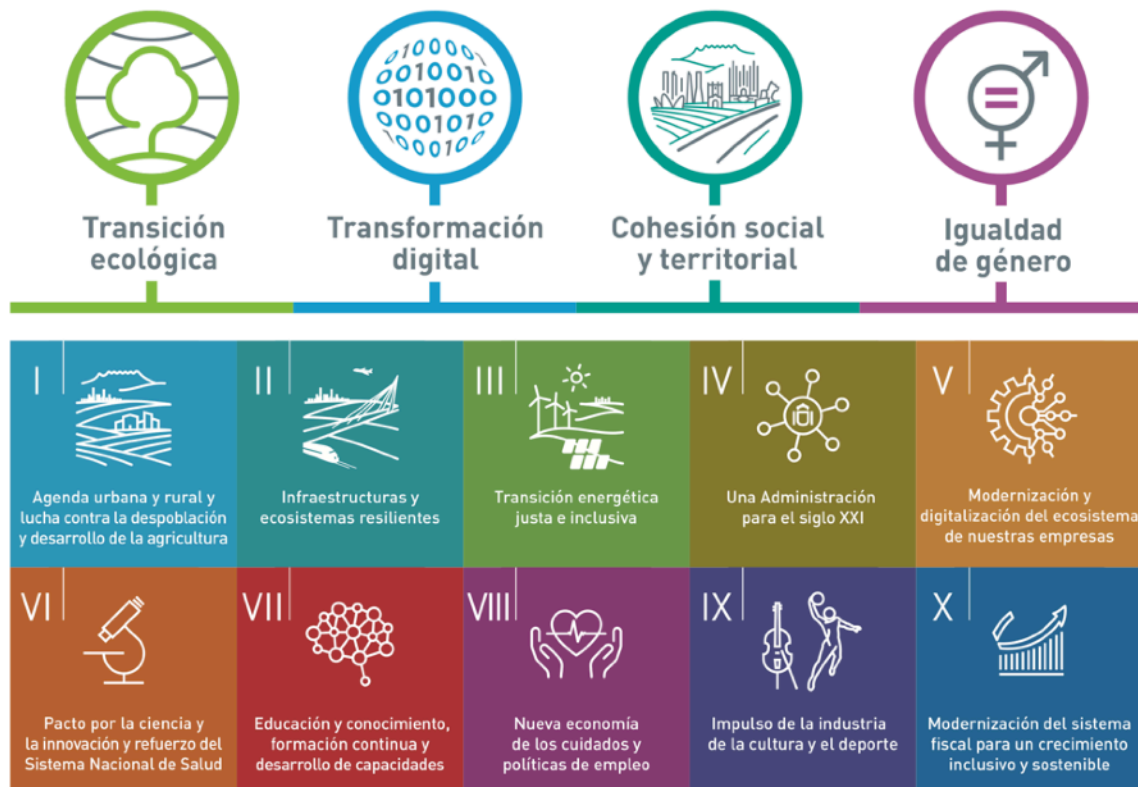 Transición
ecológica
Transformación
digital
Cohesión social
y territorial
Igualdad
de género
I
Agenda urbana y rural y
lucha contra la despoblación
y desarrollo de la agricultura
II
Infraestructuras y
ecosistemas resilientes
III
Transición energética
justa e inclusiva
IV
Una Administración
para el siglo XXI
V
Modernización y
digitalización del ecosistema
de nuestras empresas
VI
Pacto por la ciencia y
la innovación y refuerzo del
Sistema Nacional de Salud
VII
Educación y conocimiento,
formación continua y
desarrollo de capacidades
VIII
Nueva economía
de los cuidados y
políticas de empleo
IX
Impulso de la industria
de la cultura y el deporte
X
Modernización del sistema
fiscal para un crecimiento
inclusivo y sostenible